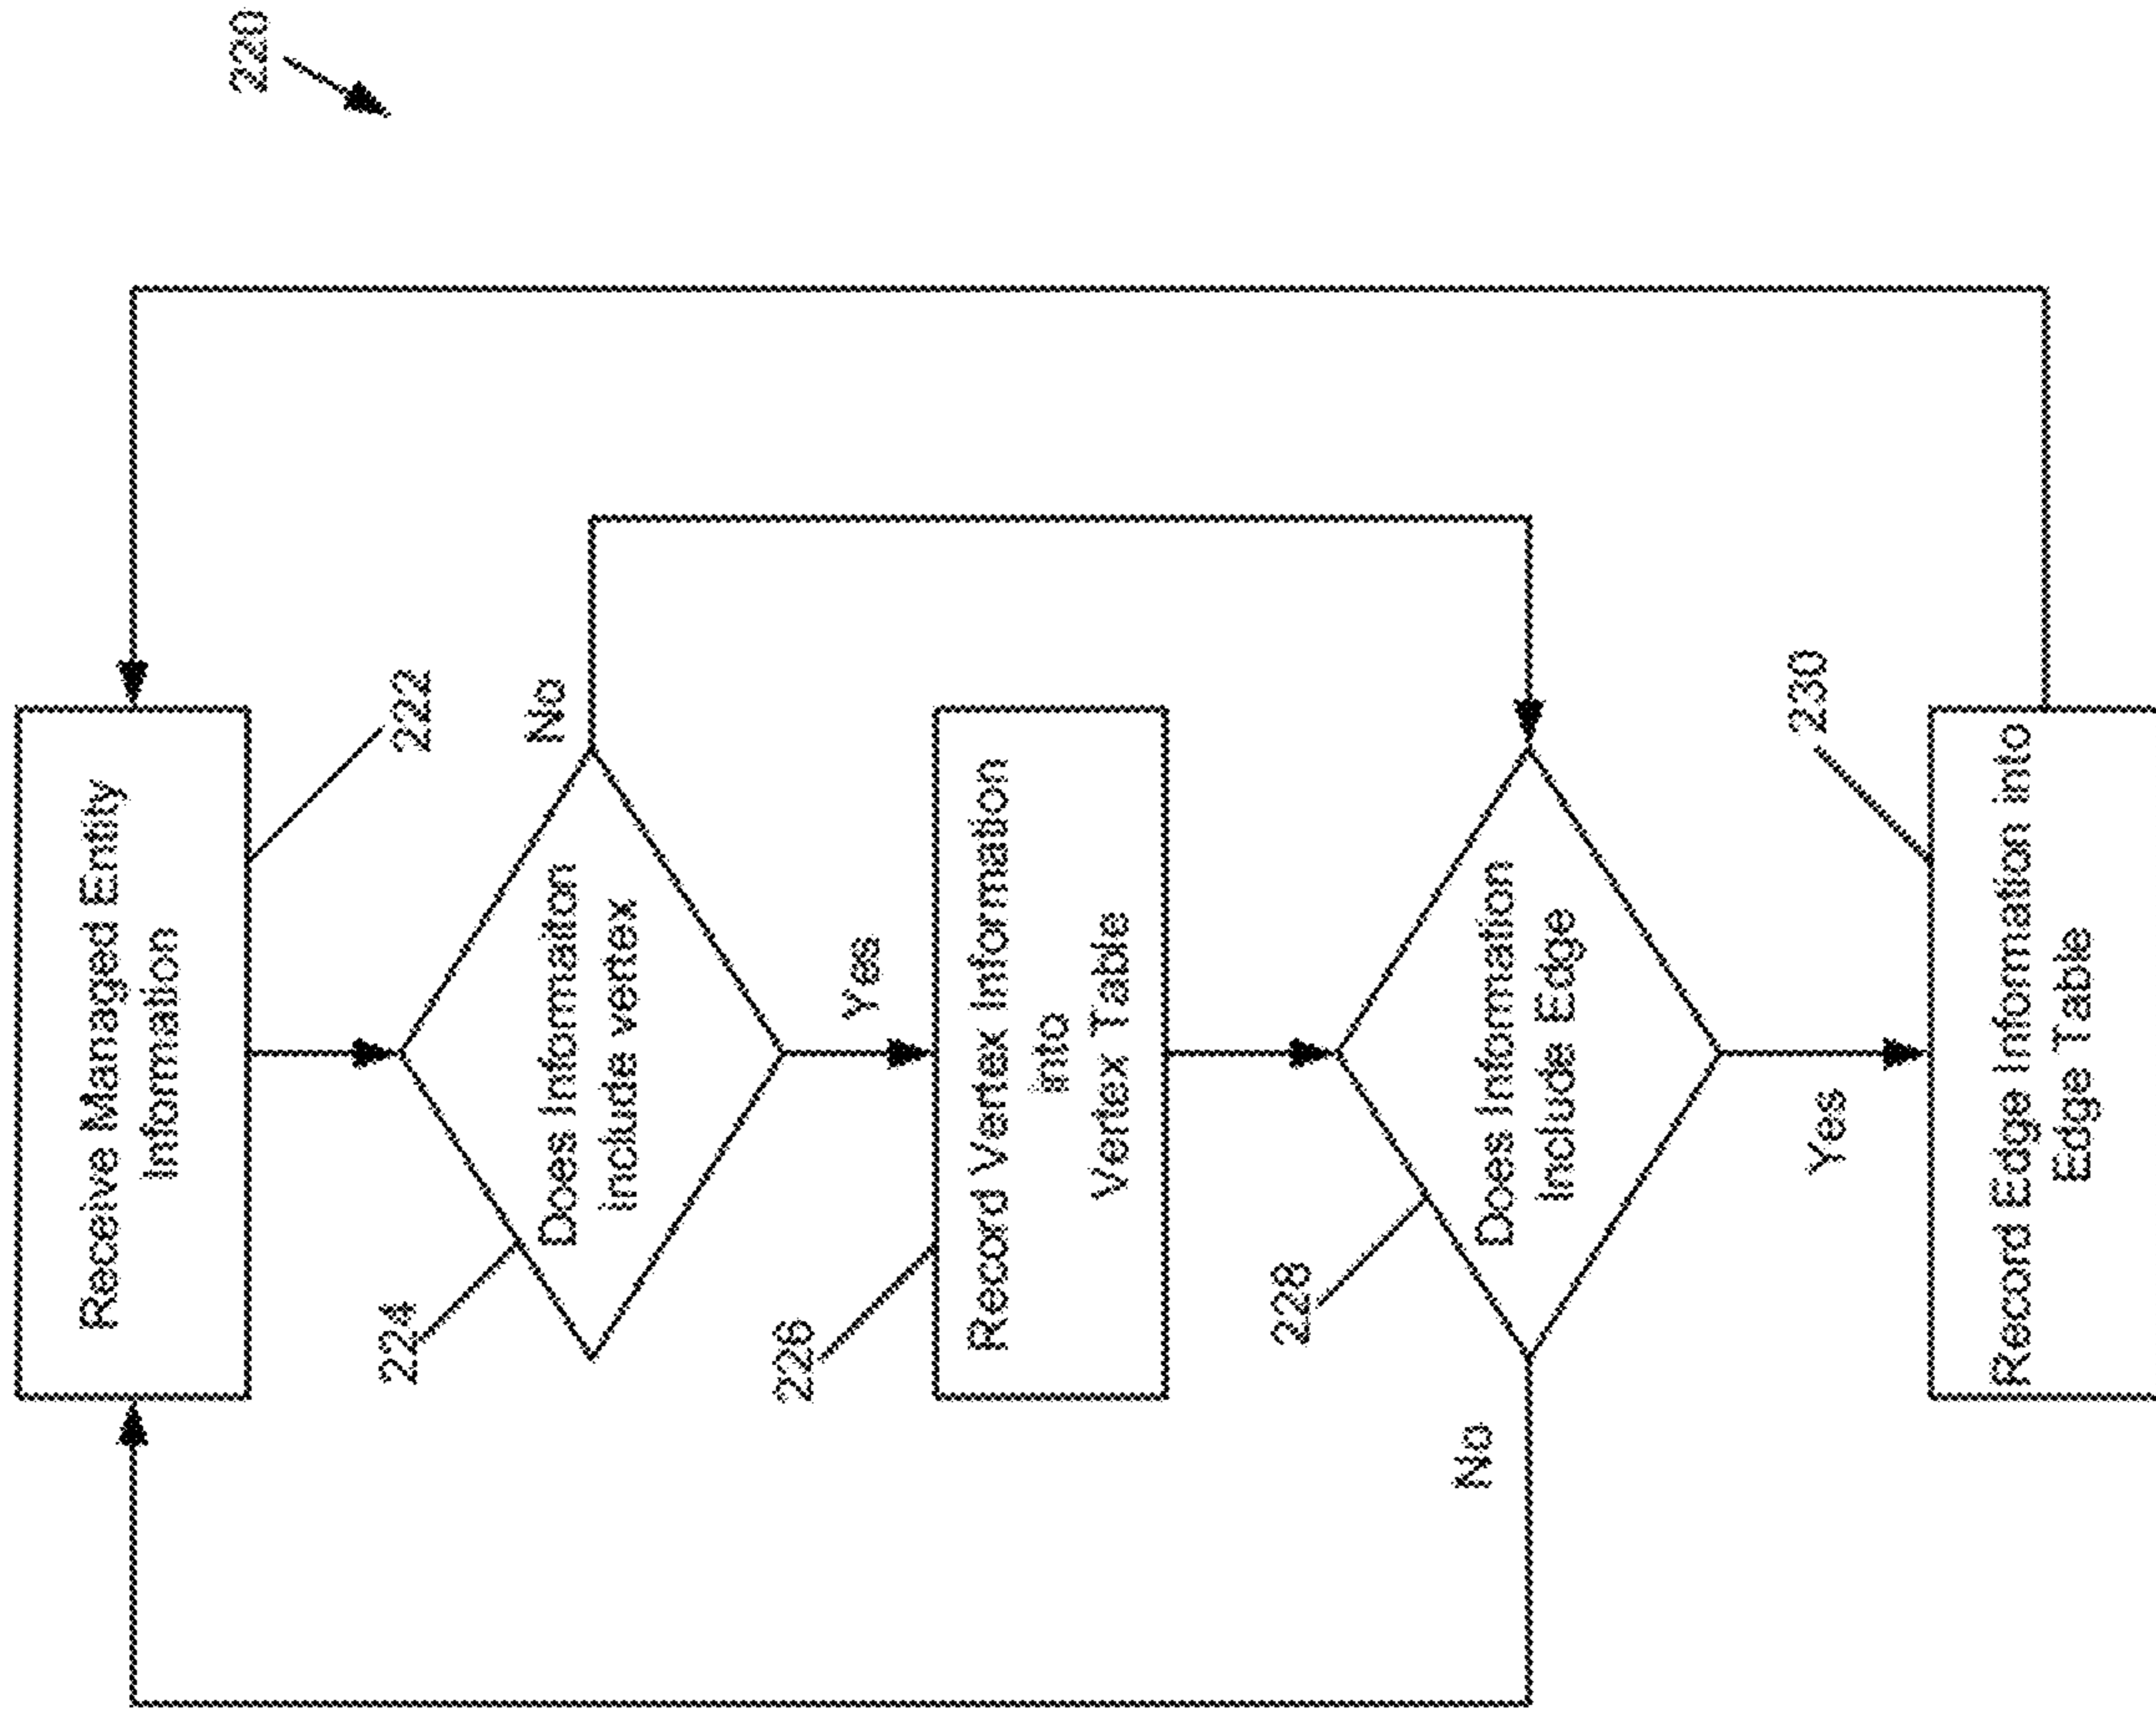 220
Receive Managed Entity
Information
222
224
Does Informaiton
include vertex
No
Yes
226
Record Vertex Information
into
Vertex Table
228
Does Information
Include Edge
No
Yes
230
Record Edge Information into
Edge Table